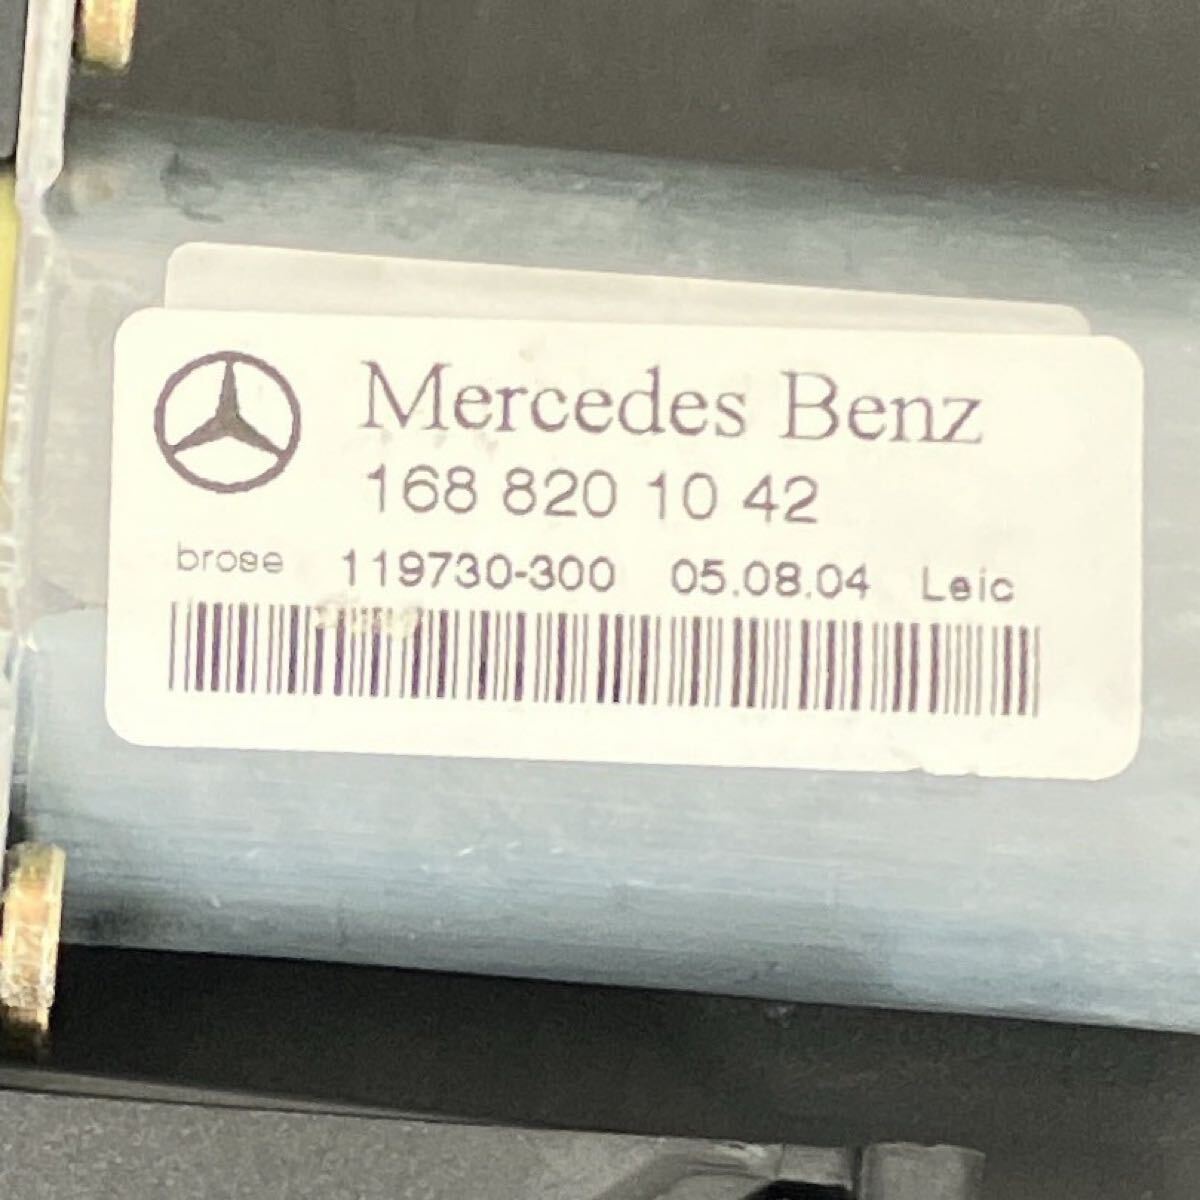 Mercedes Benz
168 820 10 42
brose 119730-300 05.08.04 Leic